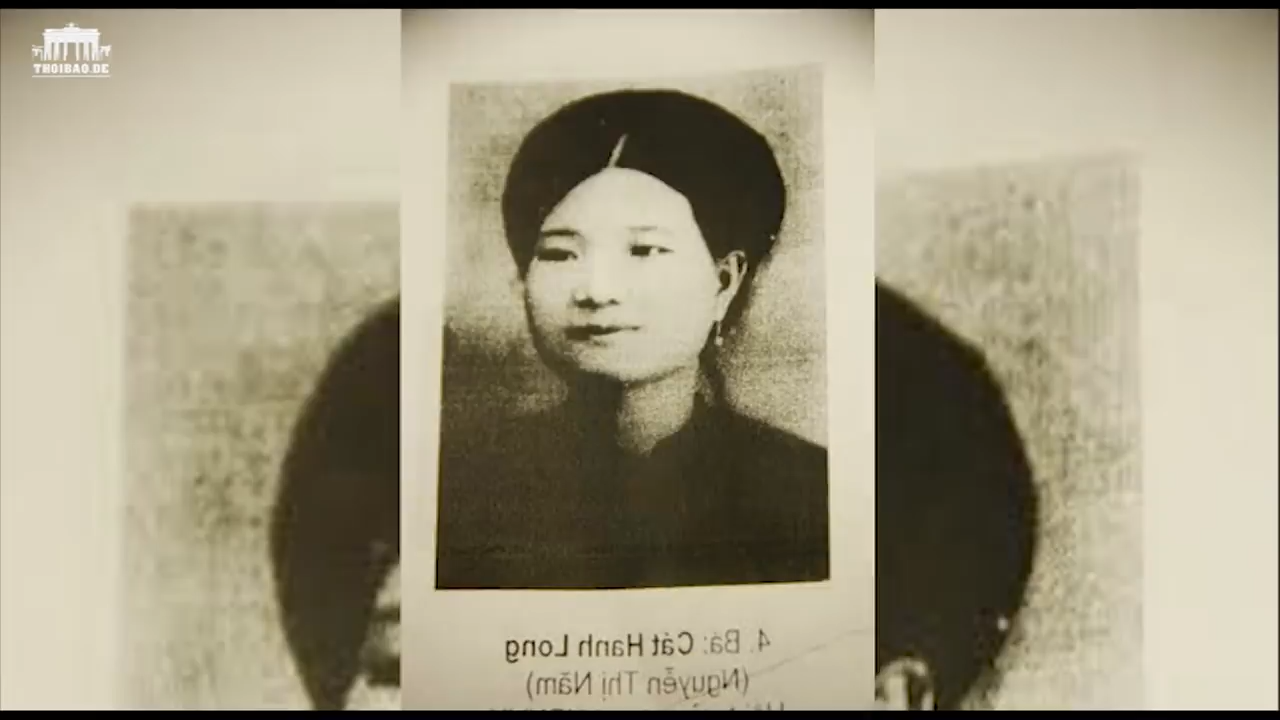 THOIBAO.DE
4. Bà: Cát Hanh Long
(Nguyễn Thị Năm)